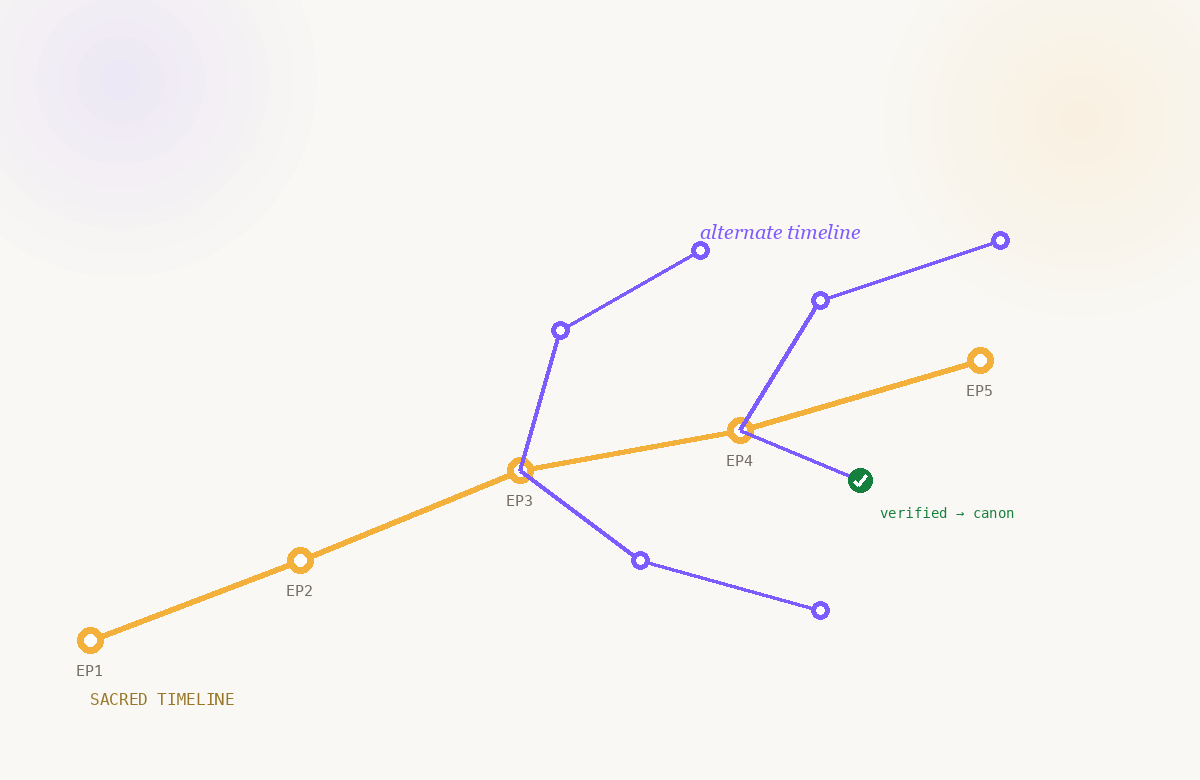 alternate timeline
EP5
EP4
EP3
verified → canon
EP2
EP1
SACRED TIMELINE